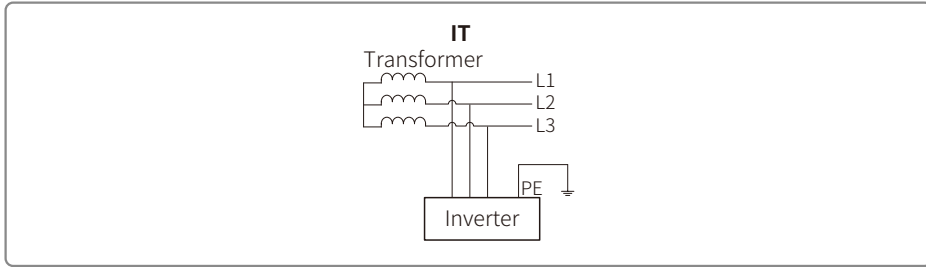 IT
Transformer
L1
L2
L3
PE
Inverter